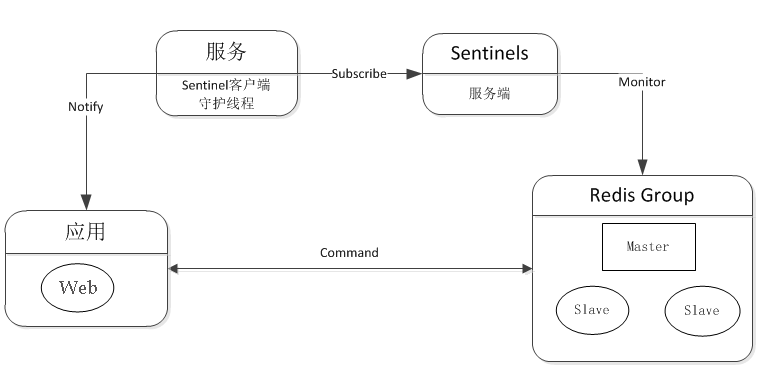 服务
Sentinel客户端
守护线程
Subscribe
Sentinels
服务端
Notify
Monitor
应用
Web
Command
Redis Group
Master
Slave
Slave